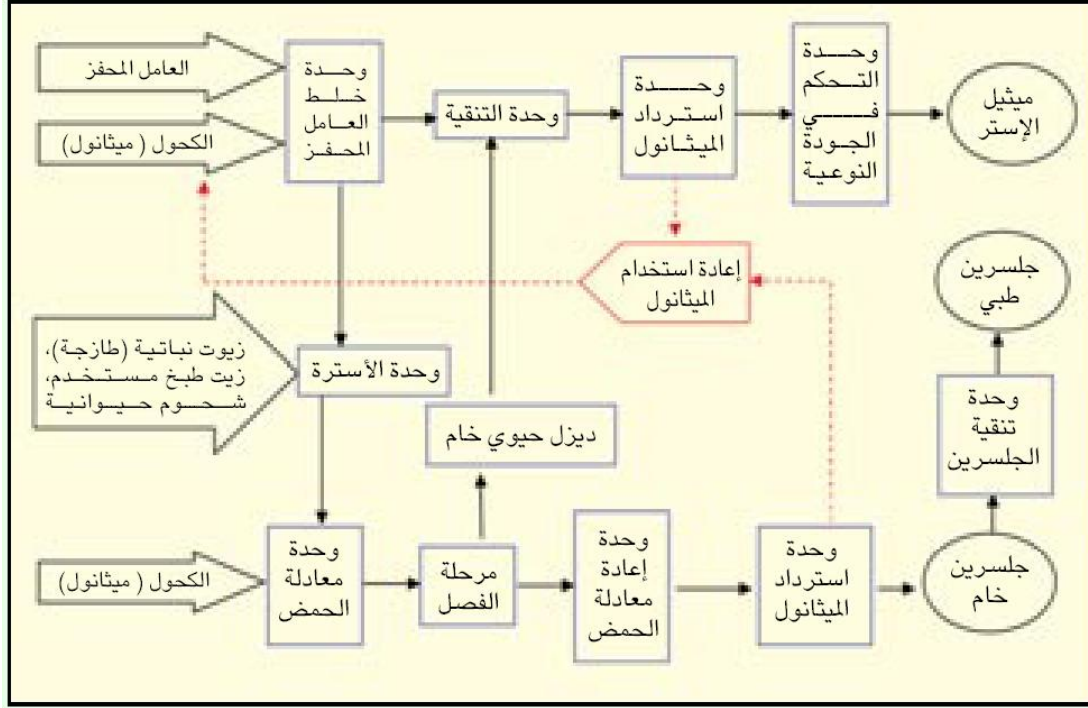 العامل المحفز
الكحول (ميثانول)
وحدة
خلط
العامل
المحفز
وحدة التنقية
وحدة
استرداد
الميثانول
وحدة
التحكم
في
الجودة
النوعية
ميثيل
الإستر
إعادة استخدام
الميثانول
جلسرين
طبي
زيوت نباتية (طازجة)،
زيت طبخ مستخدم،
شحوم حيوانية
وحدة الأسترة
ديزل حيوي خام
وحدة
تنقية
الجلسرين
الكحول (ميثانول)
وحدة
معادلة
الحمض
مرحلة
الفصل
وحدة
إعادة
معادلة
الحمض
وحدة
استرداد
الميثانول
جلسرين
خام